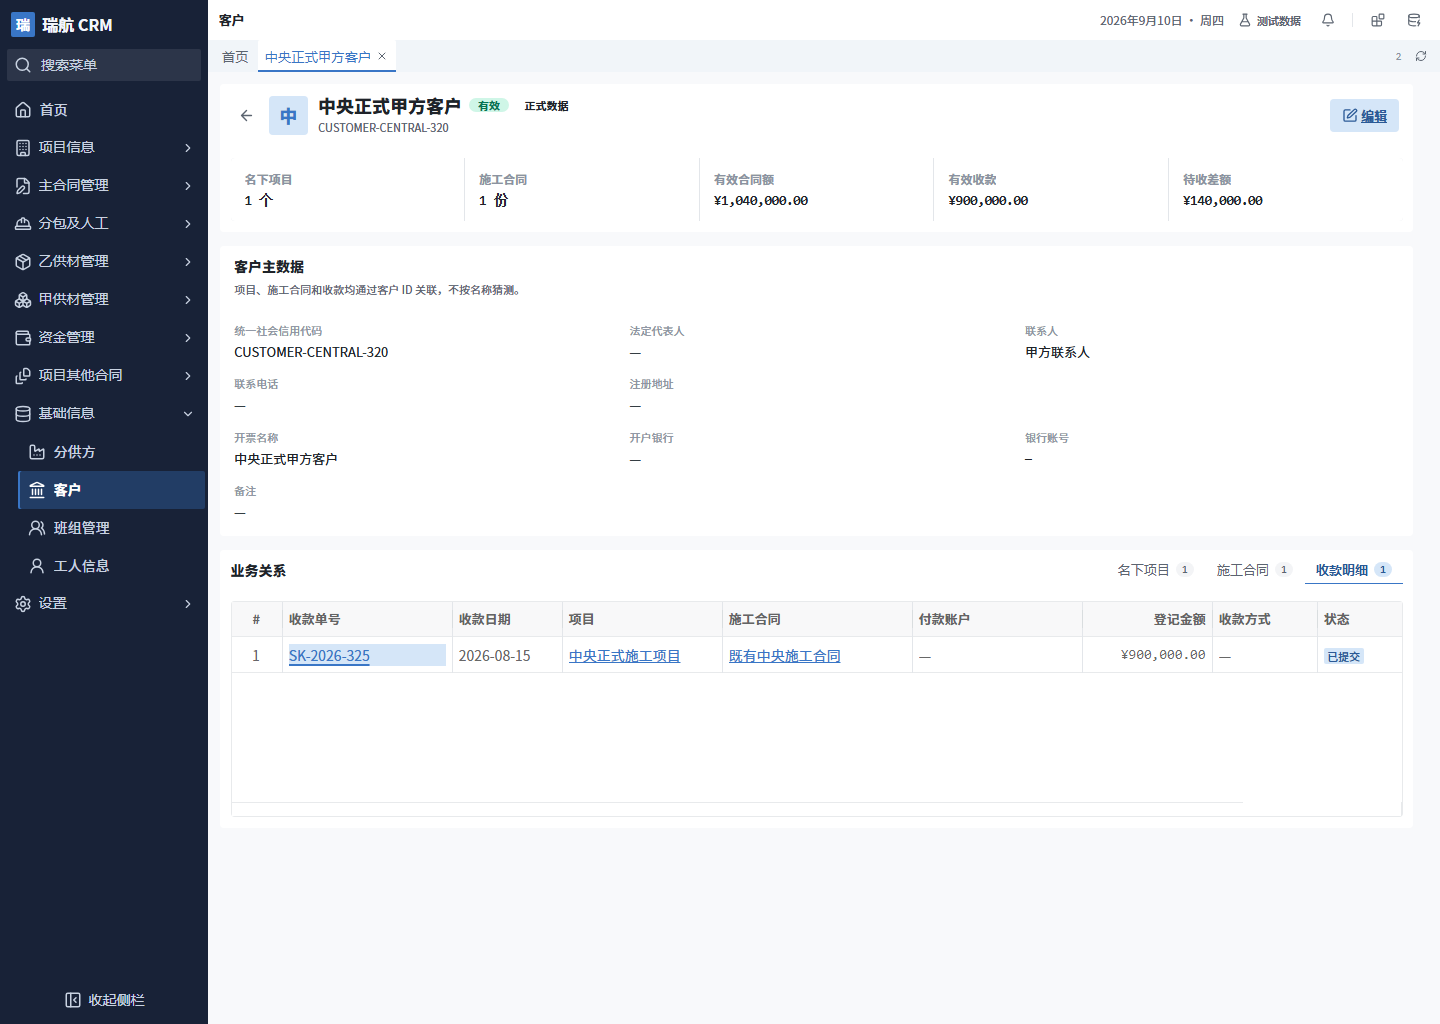 瑞 瑞航 CRM
搜索菜单
首页
项目信息
主合同管理
分包及人工
乙供材管理
甲供材管理
资金管理
项目其他合同
基础信息
分供方
客户
班组管理
工人信息
设置
收起侧栏
客户
2026年9月10日 • 周四 测试数据
首页 中央正式甲方客户 2
中 中央正式甲方客户 有效 正式数据
CUSTOMER-CENTRAL-320
编辑
名下项目 施工合同 有效合同额 有效收款 待收差额
1 个 1 份 ¥1,040,000.00 ¥900,000.00 ¥140,000.00
客户主数据
项目、施工合同和收款均通过客户 ID 关联，不按名称猜测。
统一社会信用代码 法定代表人 联系人
CUSTOMER-CENTRAL-320 — 甲方联系人
联系电话 注册地址
— —
开票名称 开户银行 银行账号
中央正式甲方客户 — –
备注
—
业务关系 名下项目 1 施工合同 1 收款明细 1
# 收款单号 收款日期 项目 施工合同 付款账户 登记金额 收款方式 状态
1 SK-2026-325 2026-08-15 中央正式施工项目 既有中央施工合同 — ¥900,000.00 — 已提交